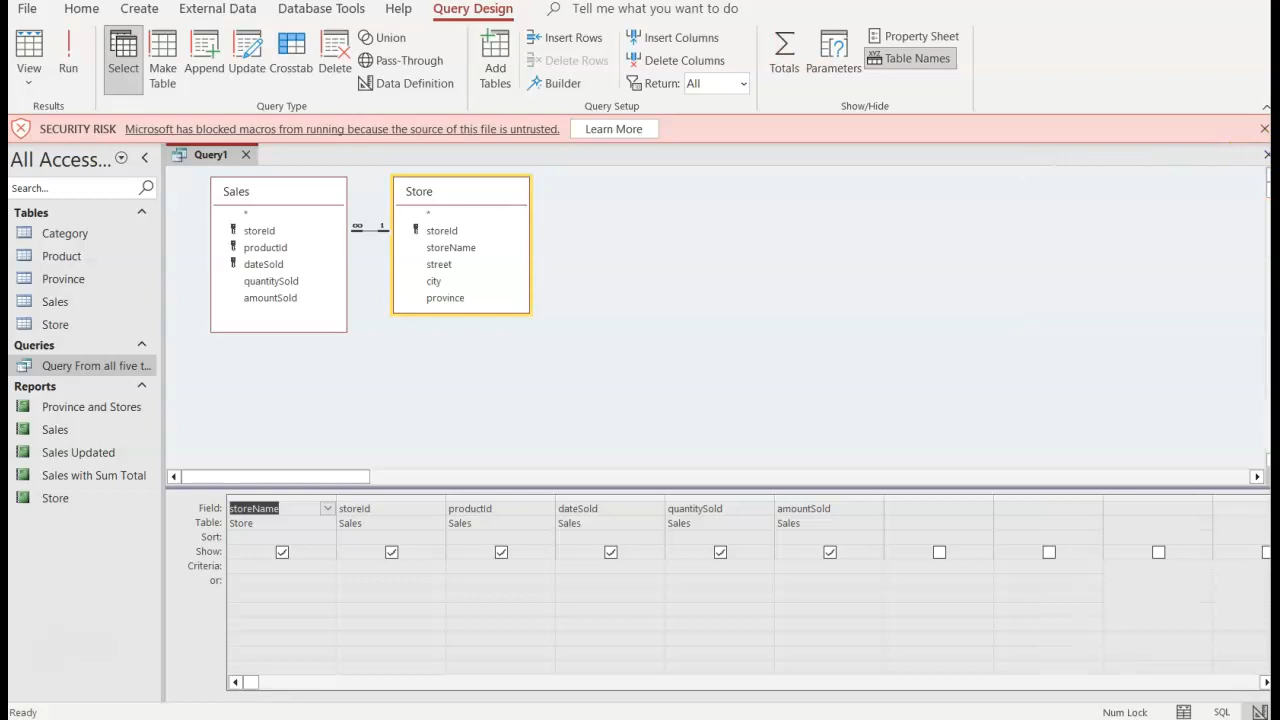 File Home Create External Data Database Tools Help Query Design Tell me what you want to do
View Run Select Make Table Append Update Crosstab Delete
Union
Pass-Through
Data Definition
Add Tables
Insert Rows
Delete Rows
Builder
Insert Columns
Delete Columns
Return: All
Totals Parameters
Property Sheet
XYZ Table Names
Results Query Type Query Setup Show/Hide
SECURITY RISK Microsoft has blocked macros from running because the source of this file is untrusted. Learn More
All Access...
Search...
Tables
Category
Product
Province
Sales
Store
Queries
Query From all five t...
Reports
Province and Stores
Sales
Sales Updated
Sales with Sum Total
Store
Query1
Sales
*
storeId
productId
dateSold
quantitySold
amountSold
∞ 1
Store
*
storeId
storeName
street
city
province
Field: storeName storeId productId dateSold quantitySold amountSold
Table: Store Sales Sales Sales Sales Sales
Sort:
Show:
Criteria:
or:
Ready Num Lock SQL